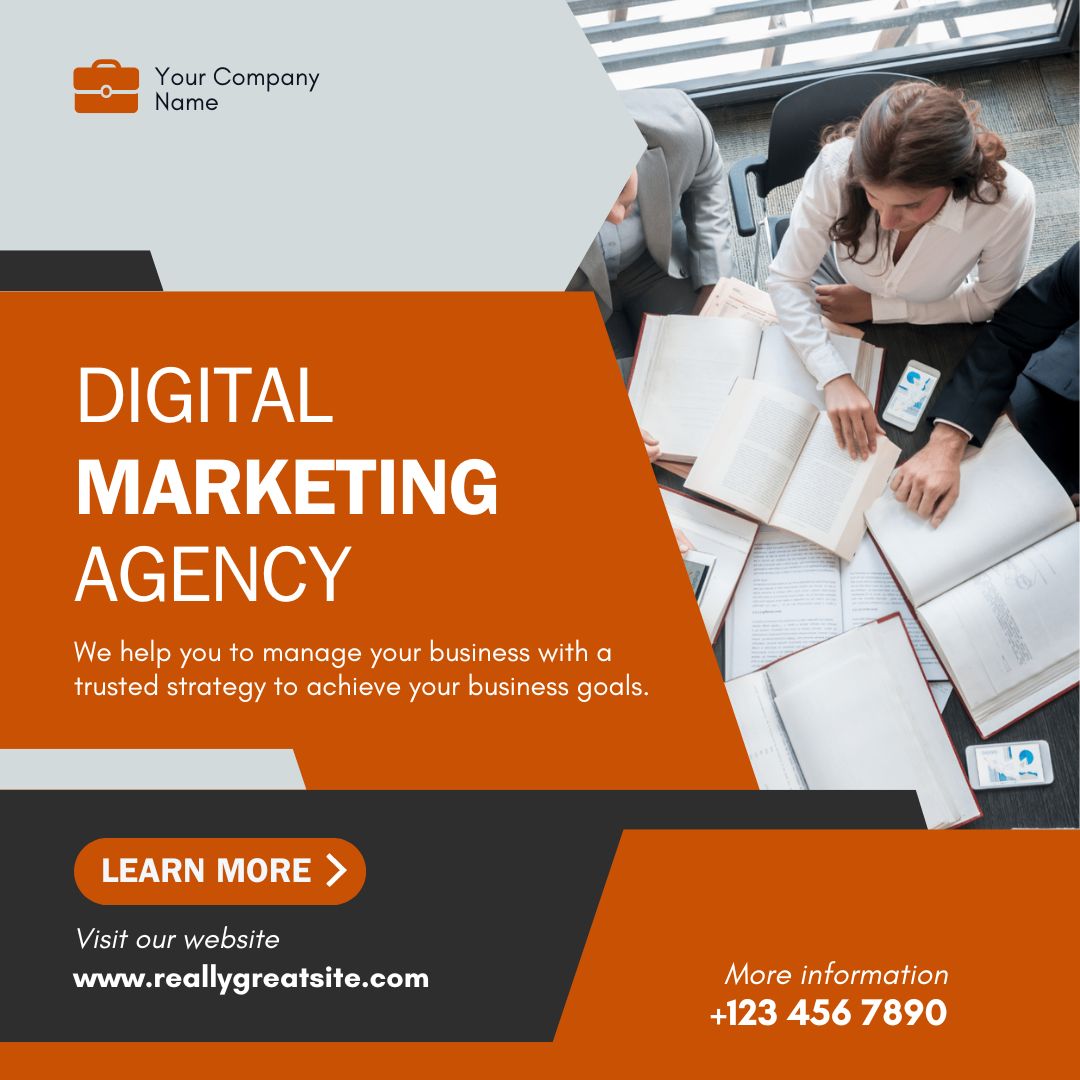 Your Company
Name
DIGITAL
MARKETING
AGENCY
We help you to manage your business with a
trusted strategy to achieve your business goals.
LEARN MORE
Visit our website
www.reallygreatsite.com
More information
+123 456 7890